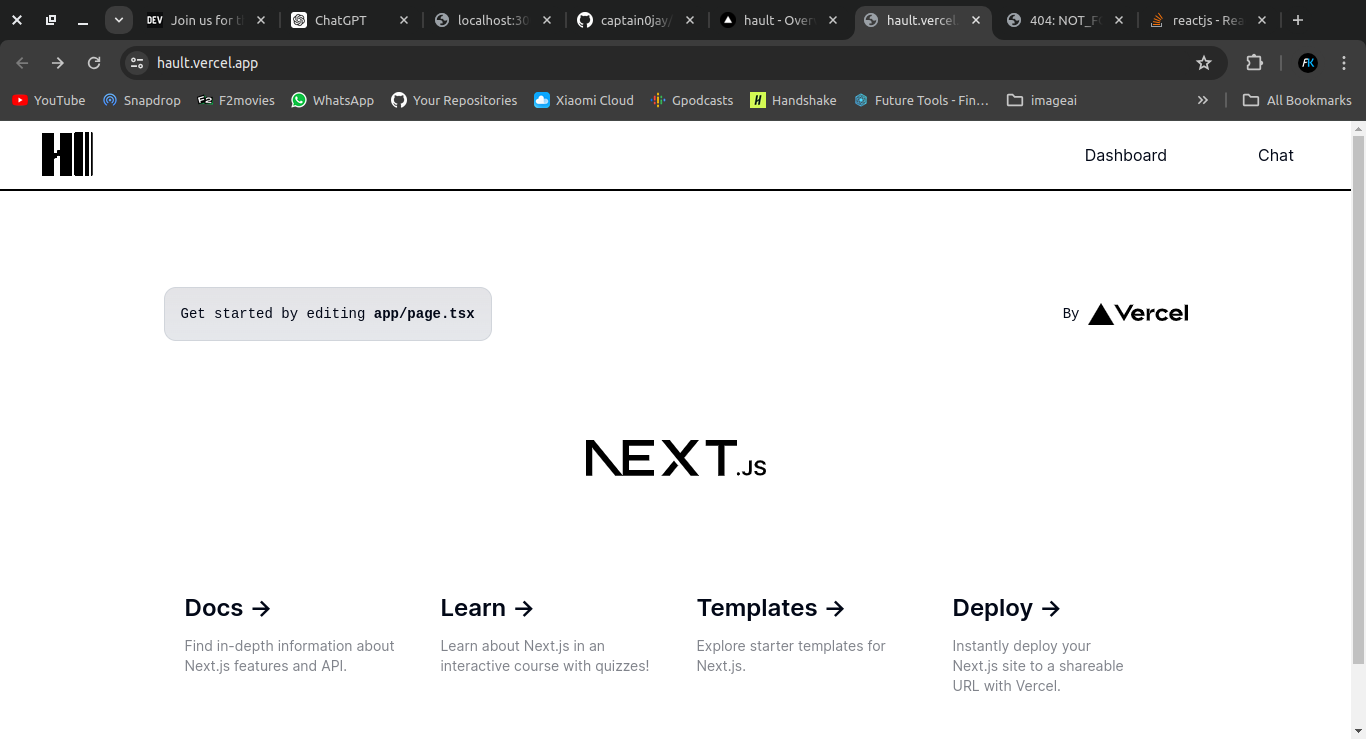 DEV Join us for t
ChatGPT
localhost:30
captain0jay/
hault - Over
hault.vercel.
404: NOT_FO
reactjs - Rea
hault.vercel.app
FK
YouTube
Snapdrop
F2 F2movies
WhatsApp
Your Repositories
Xiaomi Cloud
Gpodcasts
H Handshake
Future Tools - Fin…
imageai
All Bookmarks
H
Dashboard
Chat
Get started by editing app/page.tsx
By Vercel
NEXT.JS
Docs →
Find in-depth information about
Next.js features and API.
Learn →
Learn about Next.js in an
interactive course with quizzes!
Templates →
Explore starter templates for
Next.js.
Deploy →
Instantly deploy your
Next.js site to a shareable
URL with Vercel.